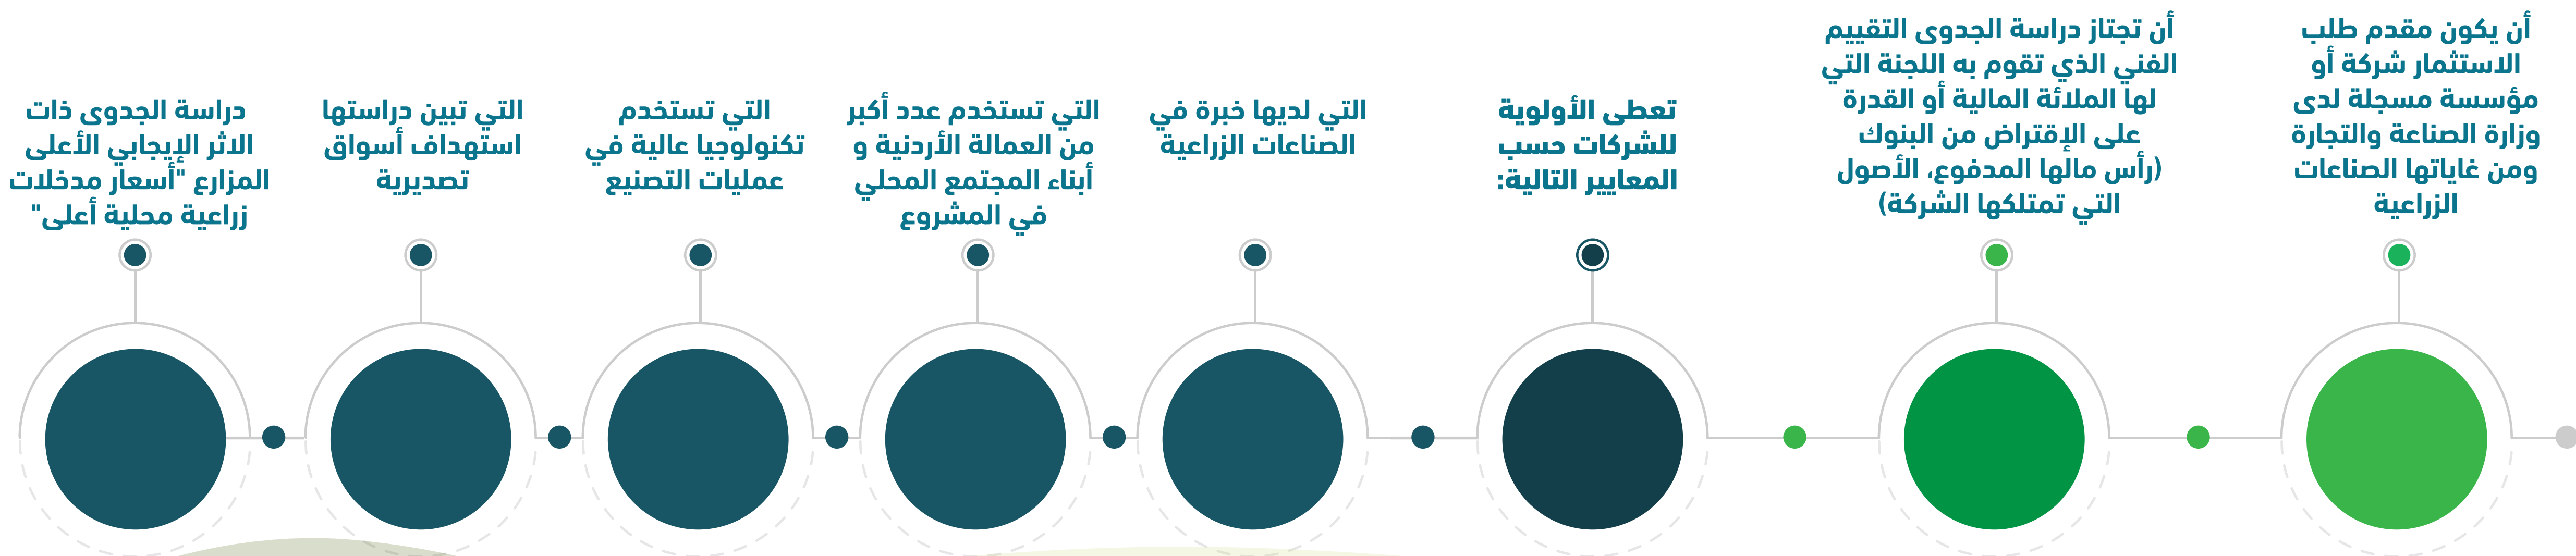 أن يكون مقدم طلب
الاستثمار شركة أو
مؤسسة مسجلة لدى
وزارة الصناعة والتجارة
ومن غاياتها الصناعات
الزراعية
أن تجتاز دراسة الجدوى التقييم
الفني الذي تقوم به اللجنة التي
لها الملائة المالية أو القدرة
على الإقتراض من البنوك
(رأس مالها المدفوع، الأصول
التي تمتلكها الشركة)
تعطى الأولوية
للشركات حسب
المعايير التالية:
التي لديها خبرة في
الصناعات الزراعية
التي تستخدم عدد أكبر
من العمالة الأردنية و
أبناء المجتمع المحلي
في المشروع
التي تستخدم
تكنولوجيا عالية في
عمليات التصنيع
التي تبين دراستها
استهداف أسواق
تصديرية
دراسة الجدوى ذات
الاثر الإيجابي الأعلى
المزارع "أسعار مدخلات
زراعية محلية أعلى"